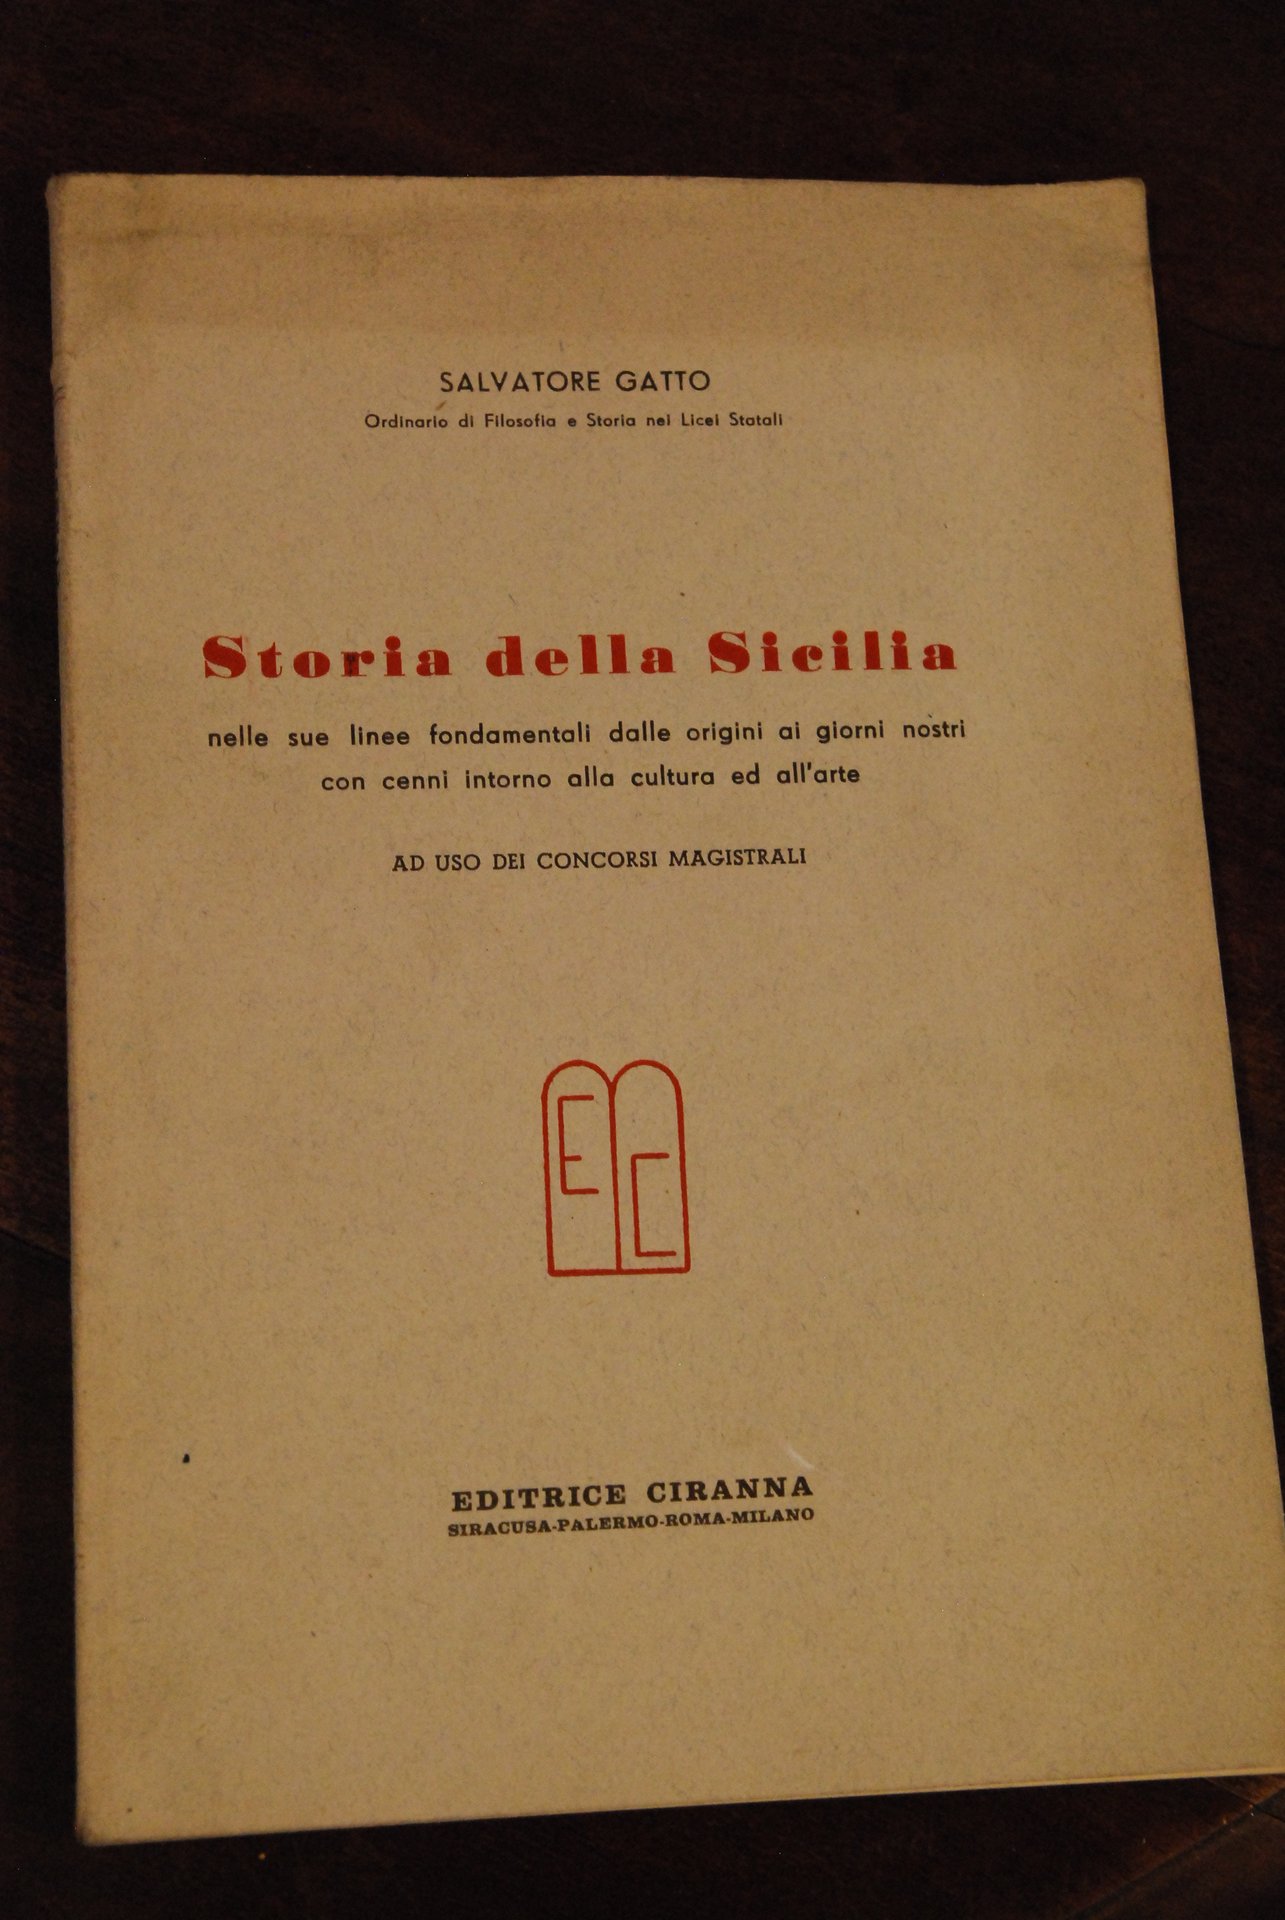 SALVATORE GATTO
Ordinario di Filosofia e Storia nei Licei Statali
Storia della Sicilia
nelle sue linee fondamentali dalle origini ai giorni nostri
con cenni intorno alla cultura ed all'arte
AD USO DEI CONCORSI MAGISTRALI
E C
EDITRICE CIRANNA
SIRACUSA-PALERMO-ROMA-MILANO